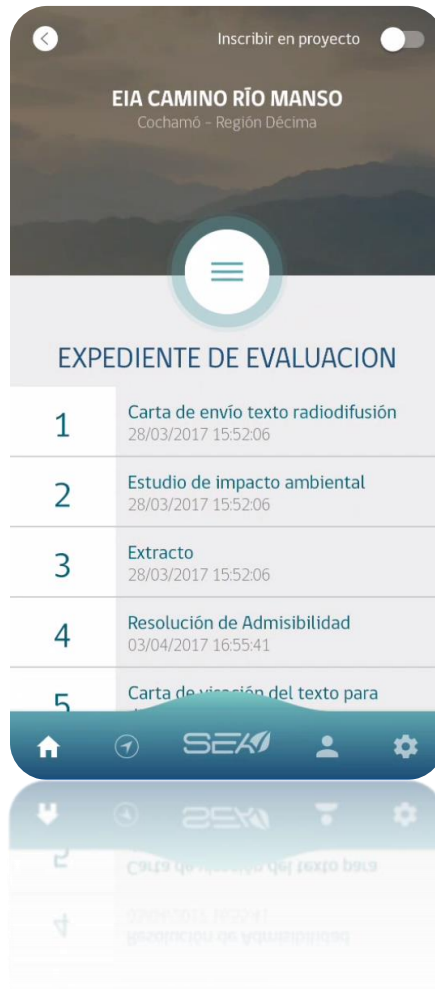 Inscribir en proyecto
EIA CAMINO RÍO MANSO
Cochamó - Región Décima
EXPEDIENTE DE EVALUACION
1
Carta de envío texto radiodifusión
28/03/2017 15:52:06
2
Estudio de impacto ambiental
28/03/2017 15:52:06
3
Extracto
28/03/2017 15:52:06
4
Resolución de Admisibilidad
03/04/2017 16:55:41
5
Carta de visación del texto para
SEA